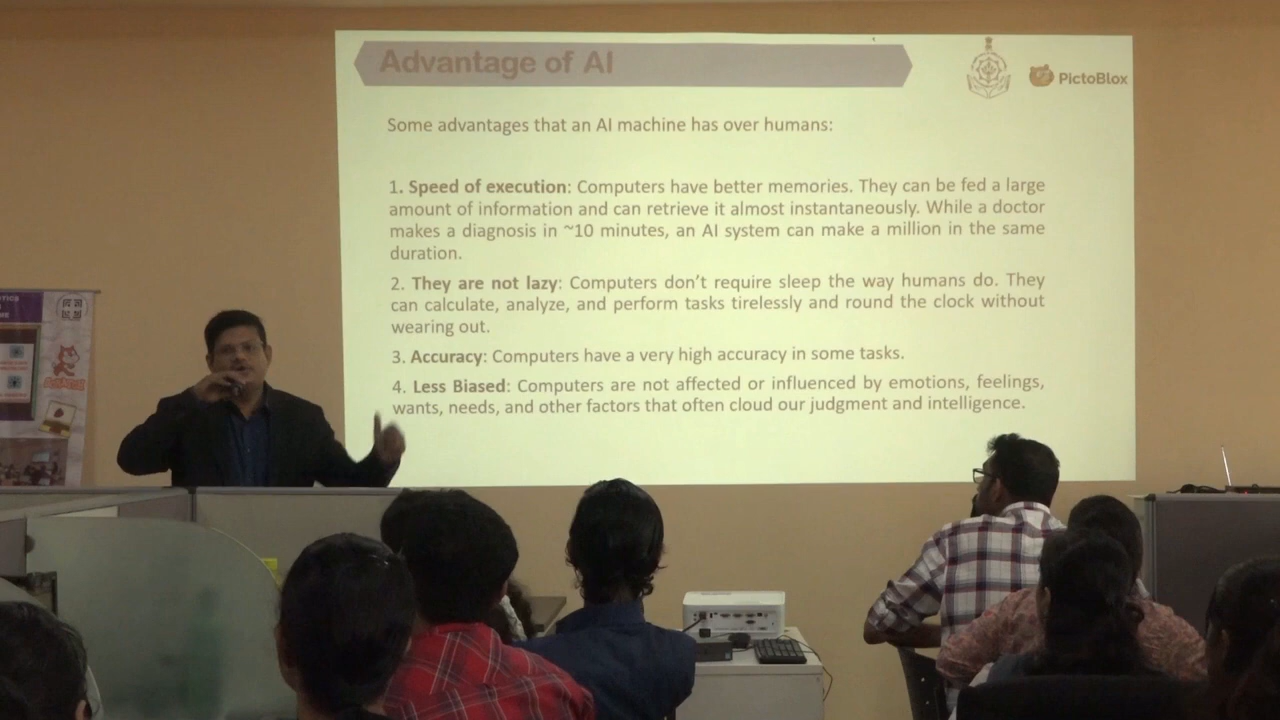 Advantage of AI
PictoBlox
Some advantages that an AI machine has over humans:
1. Speed of execution: Computers have better memories. They can be fed a large
amount of information and can retrieve it almost instantaneously. While a doctor
makes a diagnosis in ~10 minutes, an AI system can make a million in the same
duration.
2. They are not lazy: Computers don't require sleep the way humans do. They
can calculate, analyze, and perform tasks tirelessly and round the clock without
wearing out.
3. Accuracy: Computers have a very high accuracy in some tasks.
4. Less Biased: Computers are not affected or influenced by emotions, feelings,
wants, needs, and other factors that often cloud our judgment and intelligence.